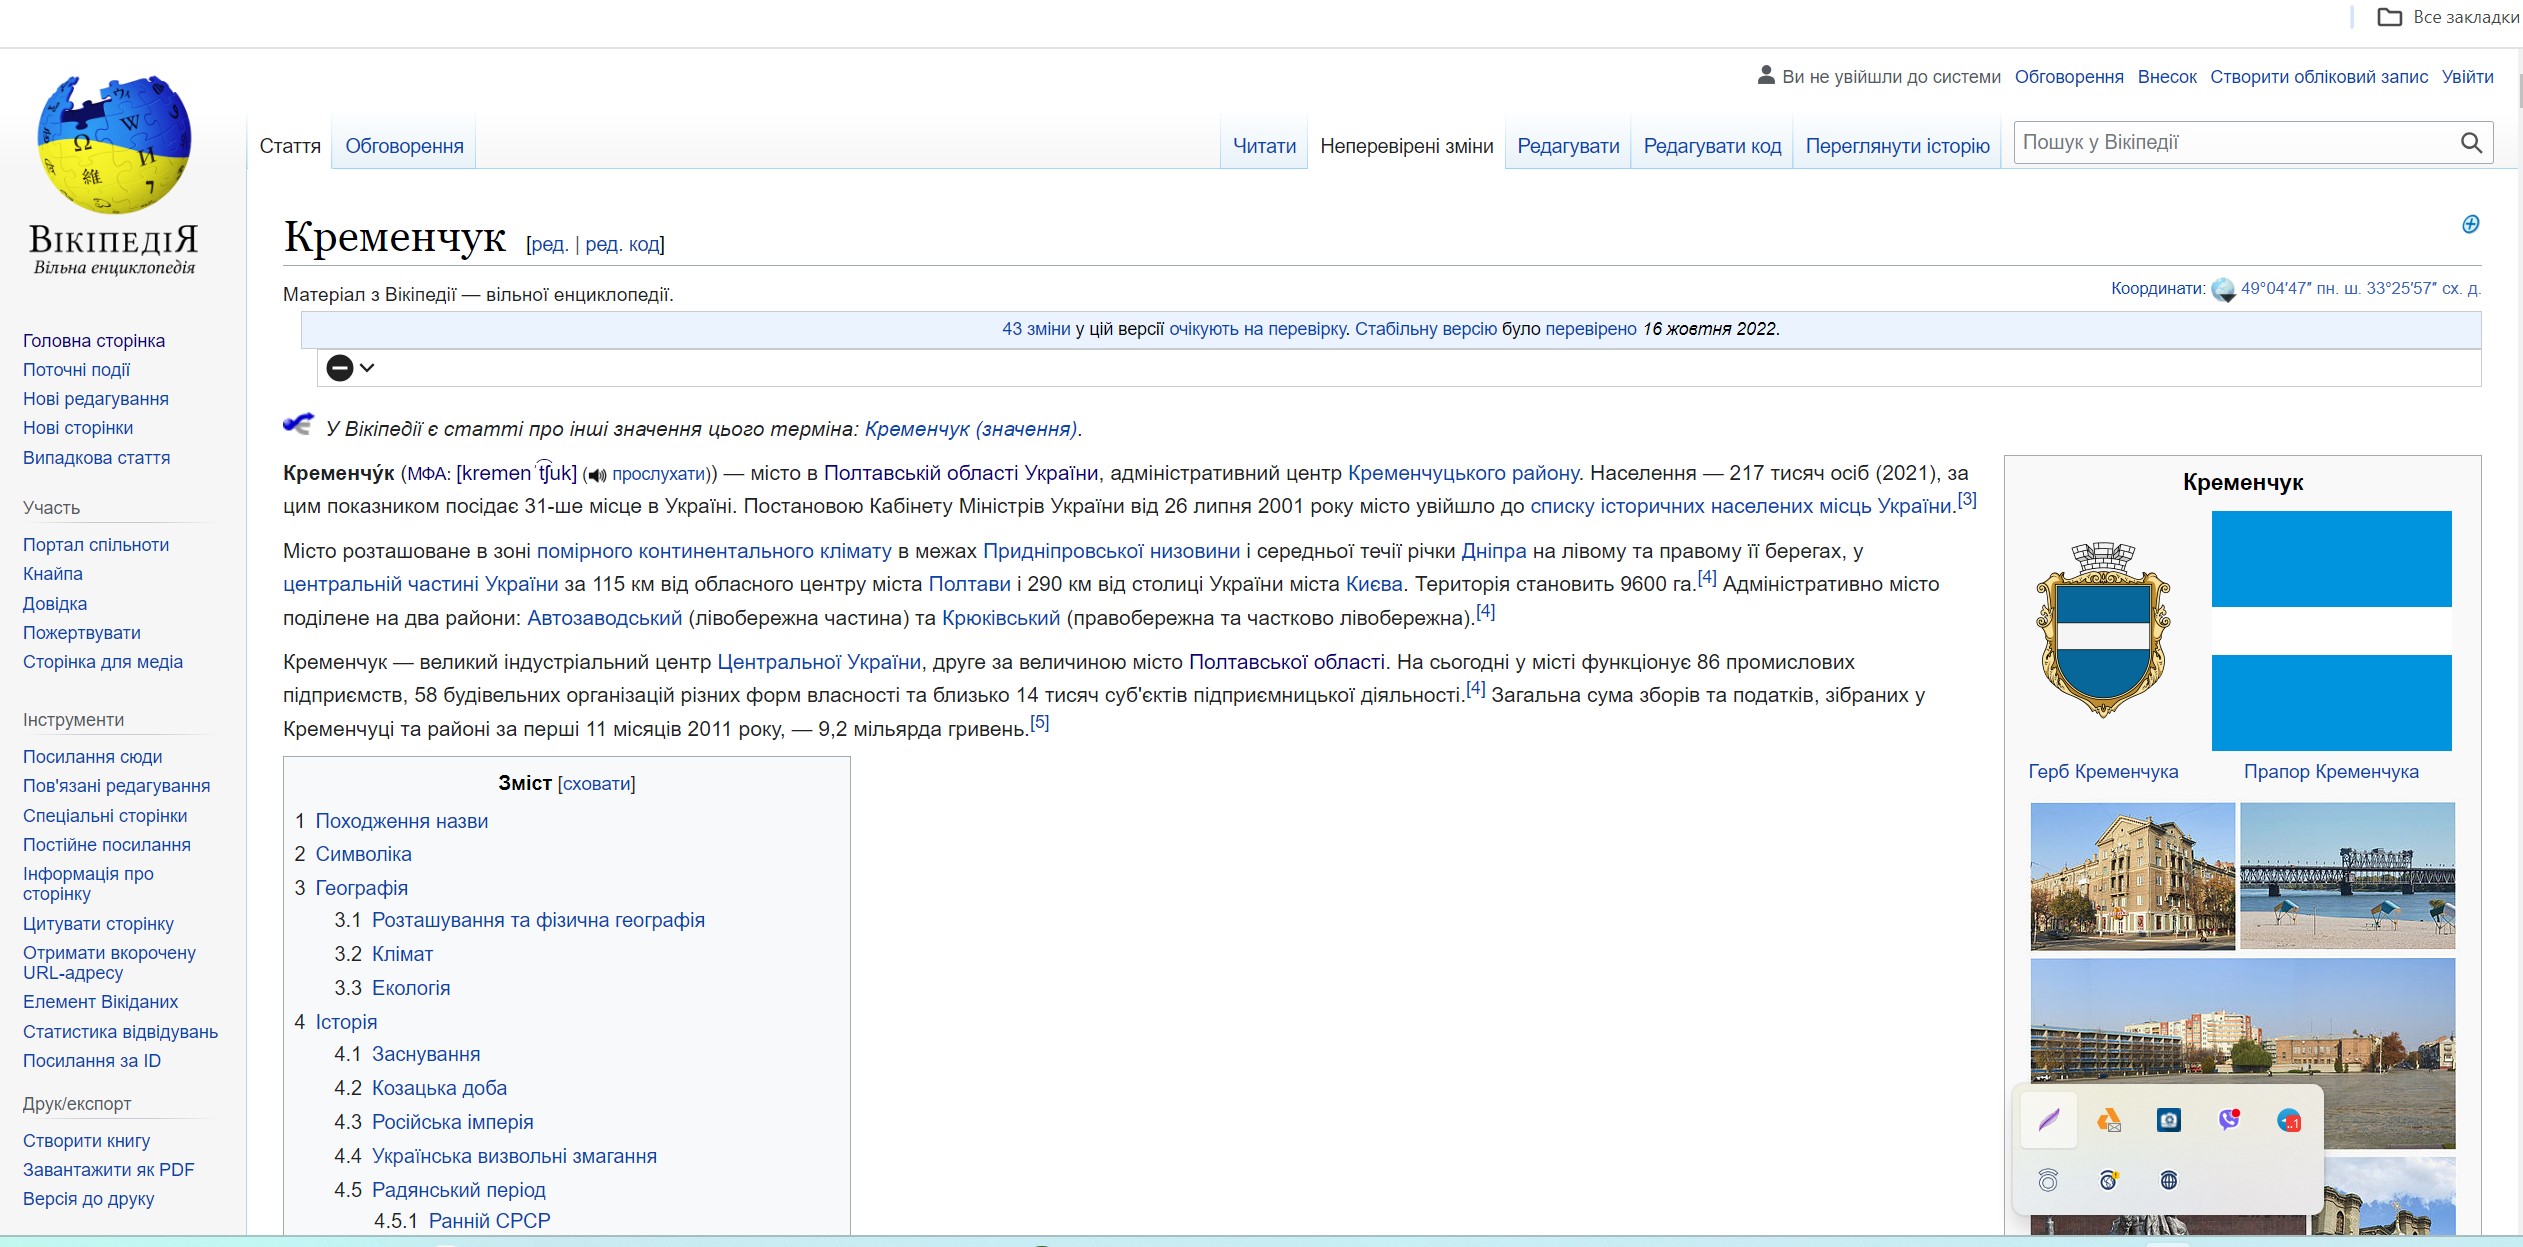 Все закладки
Ви не увійшли до системи Обговорення Внесок Створити обліковий запис Увійти
ВікіпедіЯ
Вільна енциклопедія
Стаття Обговорення Читати Неперевірені зміни Редагувати Редагувати код Переглянути історію Пошук у Вікіпедії
Кременчук [ред. | ред. код]
Матеріал з Вікіпедії — вільної енциклопедії.
Координати: 49°04′47″ пн. ш. 33°25′57″ сх. д.
43 зміни у цій версії очікують на перевірку. Стабільну версію було перевірено 16 жовтня 2022.
У Вікіпедії є статті про інші значення цього терміна: Кременчук (значення).
Кременчу́к (МФА: [kremenˈt͡ʃuk] (прослухати)) — місто в Полтавській області України, адміністративний центр Кременчуцького району. Населення — 217 тисяч осіб (2021), за
цим показником посідає 31-ше місце в Україні. Постановою Кабінету Міністрів України від 26 липня 2001 року місто увійшло до списку історичних населених місць України.[3]
Місто розташоване в зоні помірного континентального клімату в межах Придніпровської низовини і середньої течії річки Дніпра на лівому та правому її берегах, у
центральній частині України за 115 км від обласного центру міста Полтави і 290 км від столиці України міста Києва. Територія становить 9600 га.[4] Адміністративно місто
поділене на два райони: Автозаводський (лівобережна частина) та Крюківський (правобережна та частково лівобережна).[4]
Кременчук — великий індустріальний центр Центральної України, друге за величиною місто Полтавської області. На сьогодні у місті функціонує 86 промислових
підприємств, 58 будівельних організацій різних форм власності та близько 14 тисяч суб'єктів підприємницької діяльності.[4] Загальна сума зборів та податків, зібраних у
Кременчуці та районі за перші 11 місяців 2011 року, — 9,2 мільярда гривень.[5]
Зміст [сховати]
1 Походження назви
2 Символіка
3 Географія
3.1 Розташування та фізична географія
3.2 Клімат
3.3 Екологія
4 Історія
4.1 Заснування
4.2 Козацька доба
4.3 Російська імперія
4.4 Українська визвольні змагання
4.5 Радянський період
4.5.1 Ранній СРСР
Кременчук
Герб Кременчука Прапор Кременчука
Головна сторінка
Поточні події
Нові редагування
Нові сторінки
Випадкова стаття
Участь
Портал спільноти
Кнайпа
Довідка
Пожертвувати
Сторінка для медіа
Інструменти
Посилання сюди
Пов'язані редагування
Спеціальні сторінки
Постійне посилання
Інформація про
сторінку
Цитувати сторінку
Отримати вкорочену
URL-адресу
Елемент Вікіданих
Статистика відвідувань
Посилання за ID
Друк/експорт
Створити книгу
Завантажити як PDF
Версія до друку